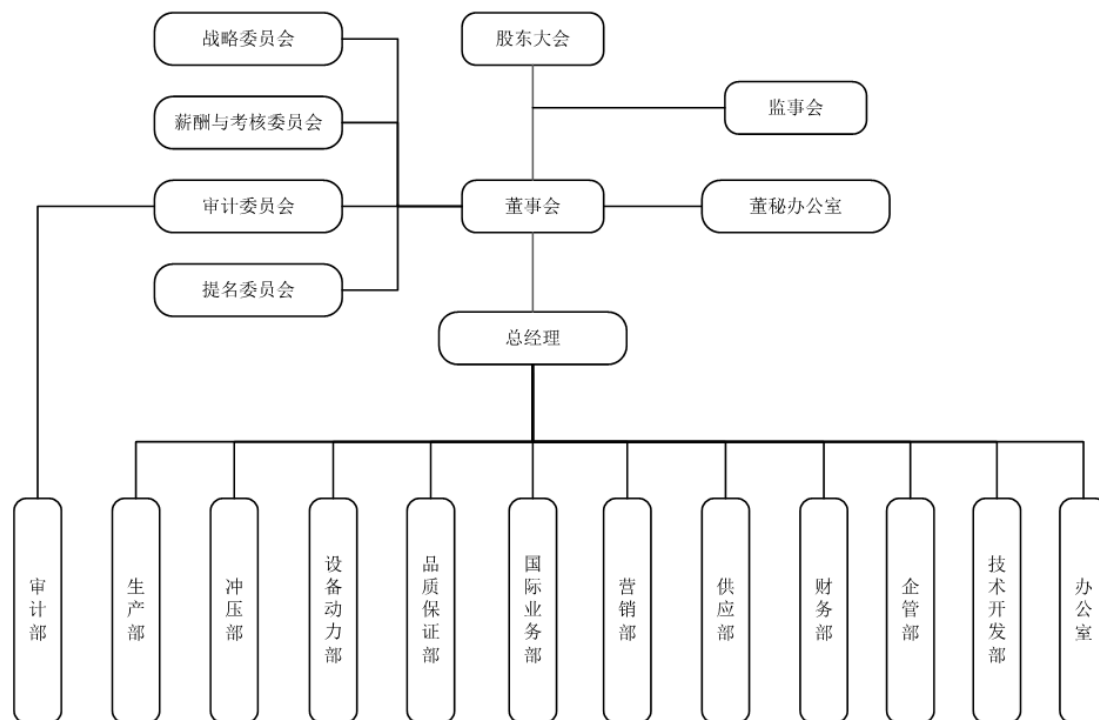 战略委员会
股东大会
薪酬与考核委员会
监事会
审计委员会
董事会
董秘办公室
提名委员会
总经理
审计部
生产部
冲压部
设备动力部
品质保证部
国际业务部
营销部
供应部
财务部
企管部
技术开发部
办公室